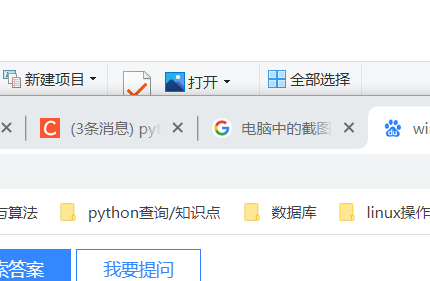 新建项目 打开 全部选择
(3条消息) pyt 电脑中的截图 wi
与算法 python查询/知识点 数据库 linux操作
索答案 我要提问